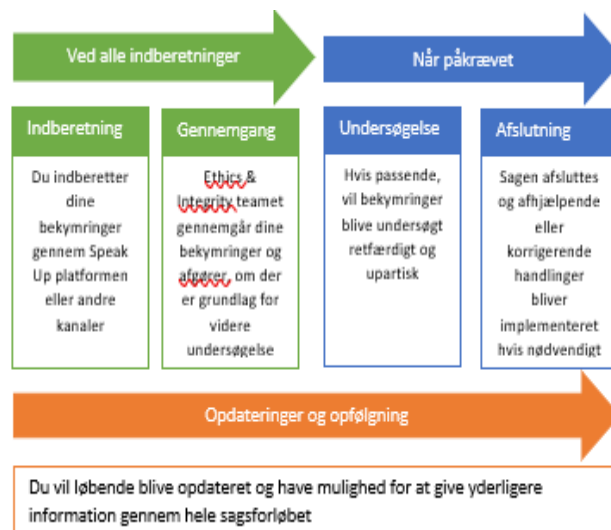 Ved alle indberetninger
Når påkrævet
Indberetning
Du indberetter
dine
bekymringer
gennem Speak
Up platformen
eller andre
kanaler
Gennemgang
Ethics &
Integrity teamet
gennemgår dine
bekymringer og
afgører, om der
er grundlag for
videre
undersøgelse
Undersøgelse
Hvis passende,
vil bekymringer
blive undersøgt
retfærdigt og
upartisk
Afslutning
Sagen afsluttes
og afhjælpende
eller
korrigerende
handlinger
bliver
implementeret
hvis nødvendigt
Opdateringer og opfølgning
Du vil løbende blive opdateret og have mulighed for at give yderligere
information gennem hele sagsforløbet